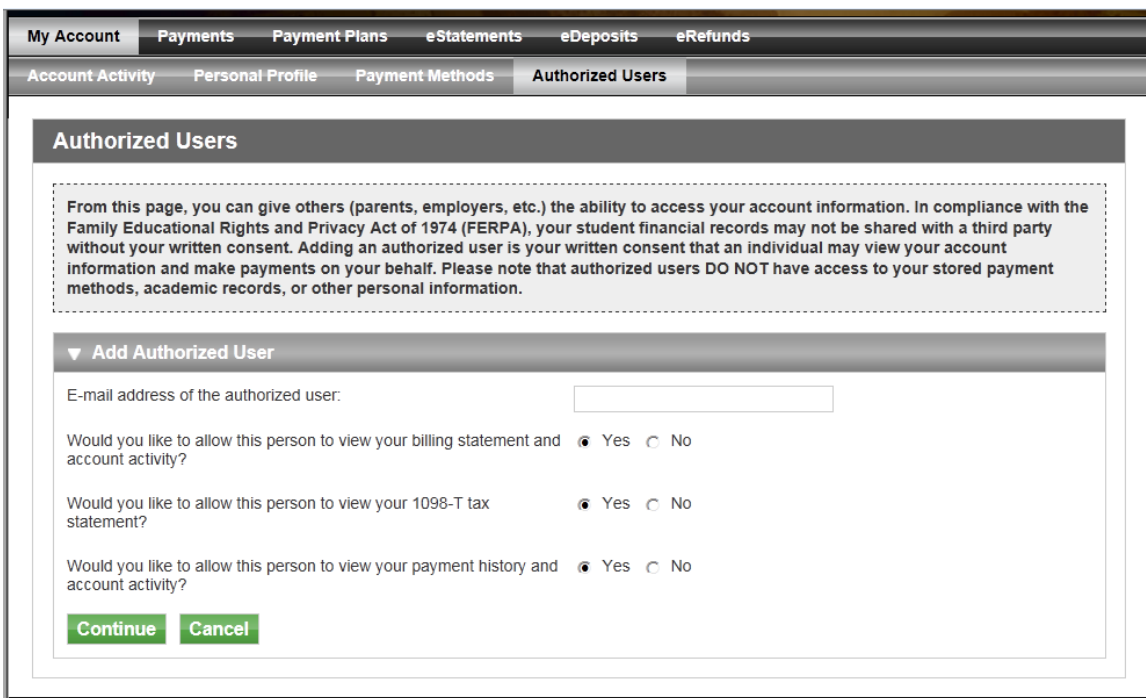 My Account Payments Payment Plans eStatements eDeposits eRefunds
Account Activity Personal Profile Payment Methods Authorized Users
Authorized Users
From this page, you can give others (parents, employers, etc.) the ability to access your account information. In compliance with the
Family Educational Rights and Privacy Act of 1974 (FERPA), your student financial records may not be shared with a third party
without your written consent. Adding an authorized user is your written consent that an individual may view your account
information and make payments on your behalf. Please note that authorized users DO NOT have access to your stored payment
methods, academic records, or other personal information.
Add Authorized User
E-mail address of the authorized user:
Would you like to allow this person to view your billing statement and Yes No
account activity?
Would you like to allow this person to view your 1098-T tax Yes No
statement?
Would you like to allow this person to view your payment history and Yes No
account activity?
Continue Cancel